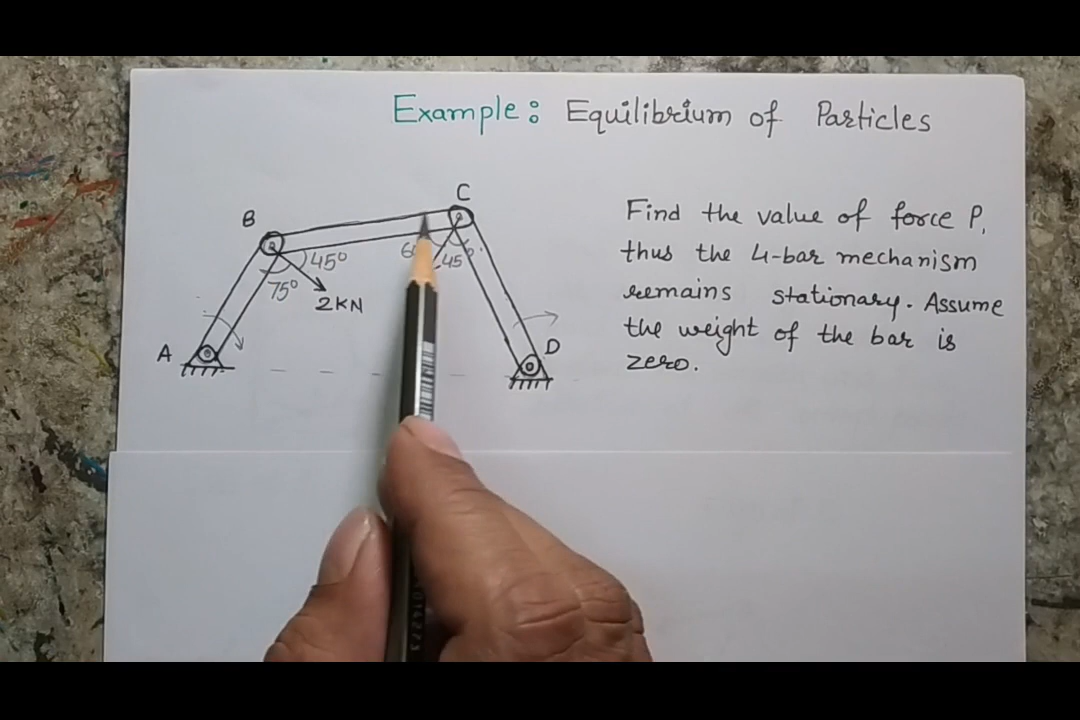 Example: Equilibrium of Particles
C
B
Find the value of force P,
thus the 4-bar mechanism
remains stationary. Assume
the weight of the bar is
zero.
45°
45°
75°
2KN
A
D